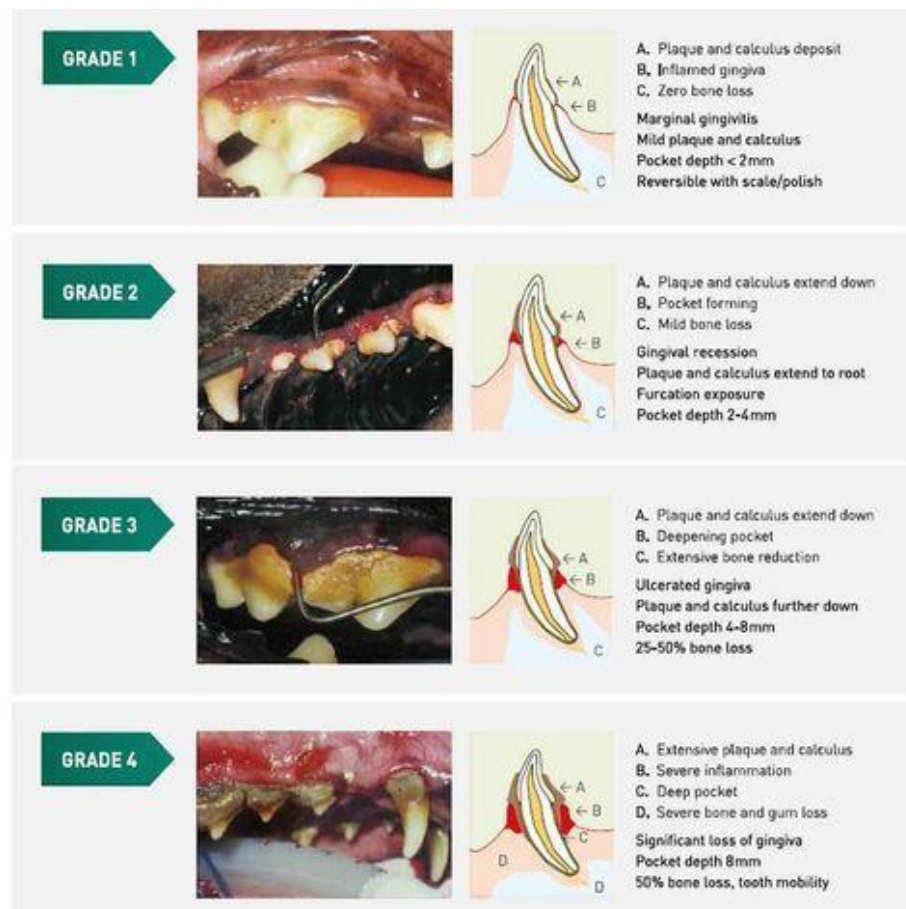 GRADE 1
← A
← B
C
A. Plaque and calculus deposit
B. Inflamed gingiva
C. Zero bone loss
Marginal gingivitis
Mild plaque and calculus
Pocket depth < 2mm
Reversible with scale/polish
GRADE 2
← A
← B
C
A. Plaque and calculus extend down
B. Pocket forming
C. Mild bone loss
Gingival recession
Plaque and calculus extend to root
Furcation exposure
Pocket depth 2-4mm
GRADE 3
← A
← B
C
A. Plaque and calculus extend down
B. Deepening pocket
C. Extensive bone reduction
Ulcerated gingiva
Plaque and calculus further down
Pocket depth 4-8mm
25-50% bone loss
GRADE 4
← A
← B
← C
D
D
A. Extensive plaque and calculus
B. Severe inflammation
C. Deep pocket
D. Severe bone and gum loss
Significant loss of gingiva
Pocket depth 8mm
50% bone loss, tooth mobility